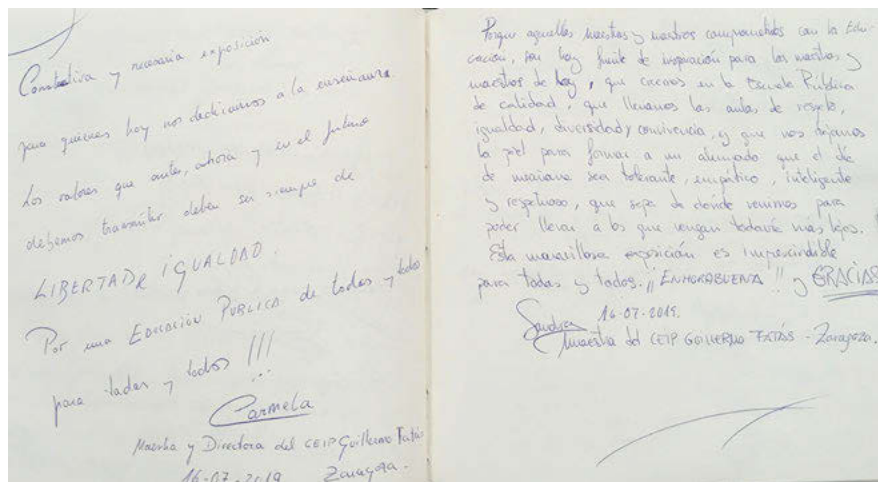 Constructiva y necesaria exposición
para quienes hoy nos dedicamos a la enseñanza.
Los valores que antes, ahora y en el futuro
debemos transmitir deben ser siempre de
LIBERTAD e IGUALDAD.
Por una EDUCACIÓN PUBLICA de todas y todos
para todas y todos !!!
Carmela
Maestra y Directora del CEIP Guillermo Fatás
16-07-2019 Zaragoza.
Porque aquellas maestras y maestros comprometidos con la Edu-
cación, son hoy fuente de inspiración para las maestras y
maestros de hoy, que creemos en la Escuela Pública
de calidad, que llenamos las aulas de respeto,
igualdad, diversidad y convivencia, y que nos dejamos
la piel para formar a un alumnado que el día
de mañana sea tolerante, empático, inteligente
y respetuoso, que sepa de dónde venimos para
poder llevar a los que vengan todavía más lejos.
Esta maravillosa exposición es imprescindible
para todas y todos. ¡¡ENHORABUENA!! y GRACIAS
Sandra 16-07-2019.
Maestra del CEIP GUILLERMO FATÁS - Zaragoza.